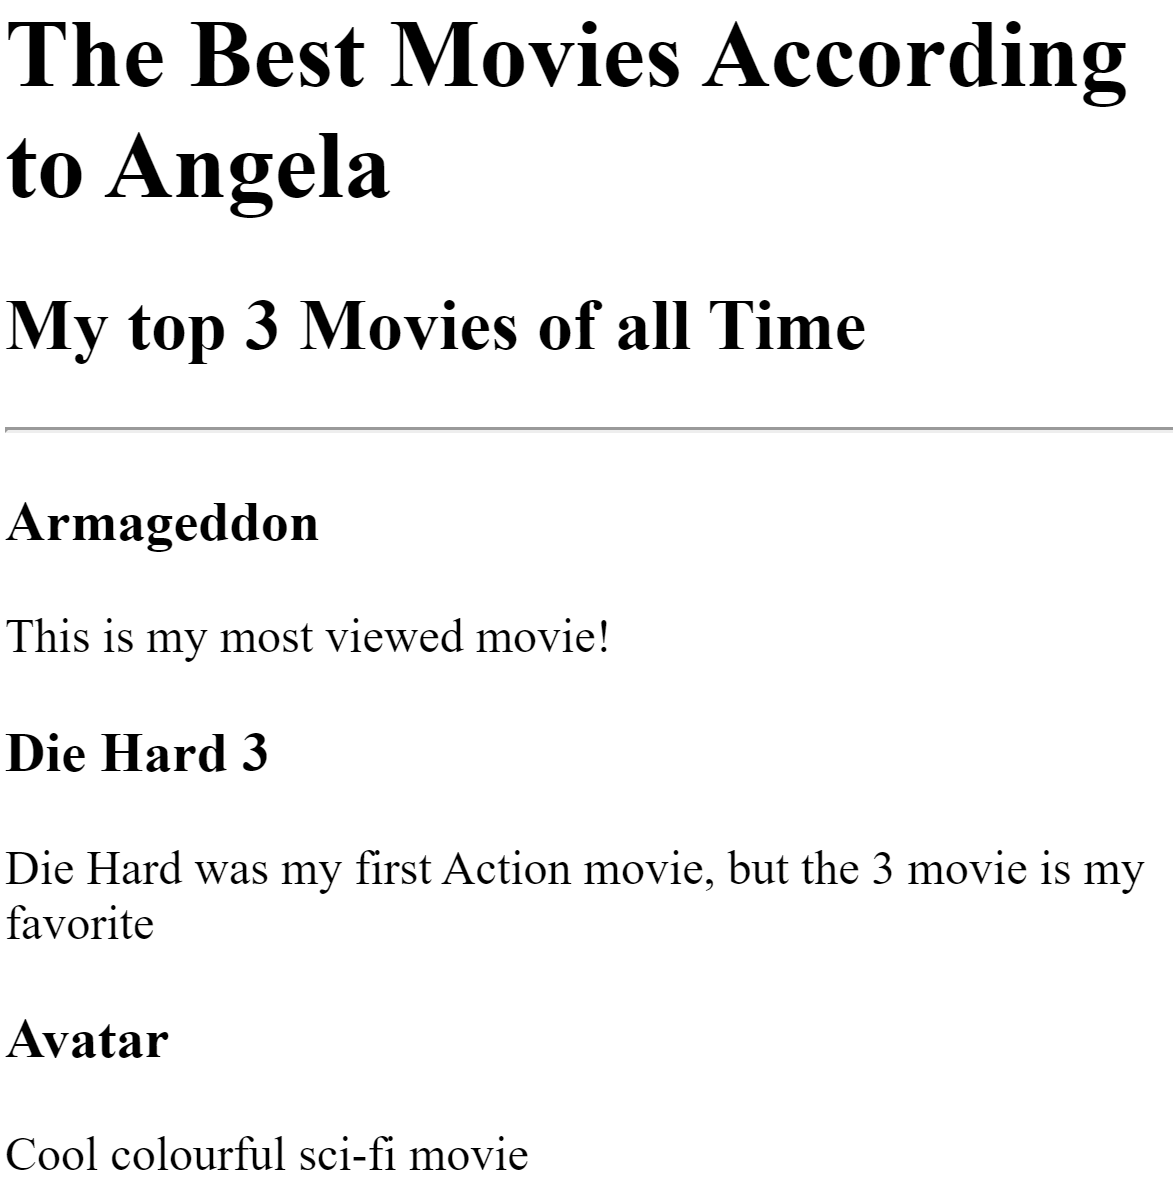 The Best Movies According
to Angela
My top 3 Movies of all Time
Armageddon
This is my most viewed movie!
Die Hard 3
Die Hard was my first Action movie, but the 3 movie is my
favorite
Avatar
Cool colourful sci-fi movie